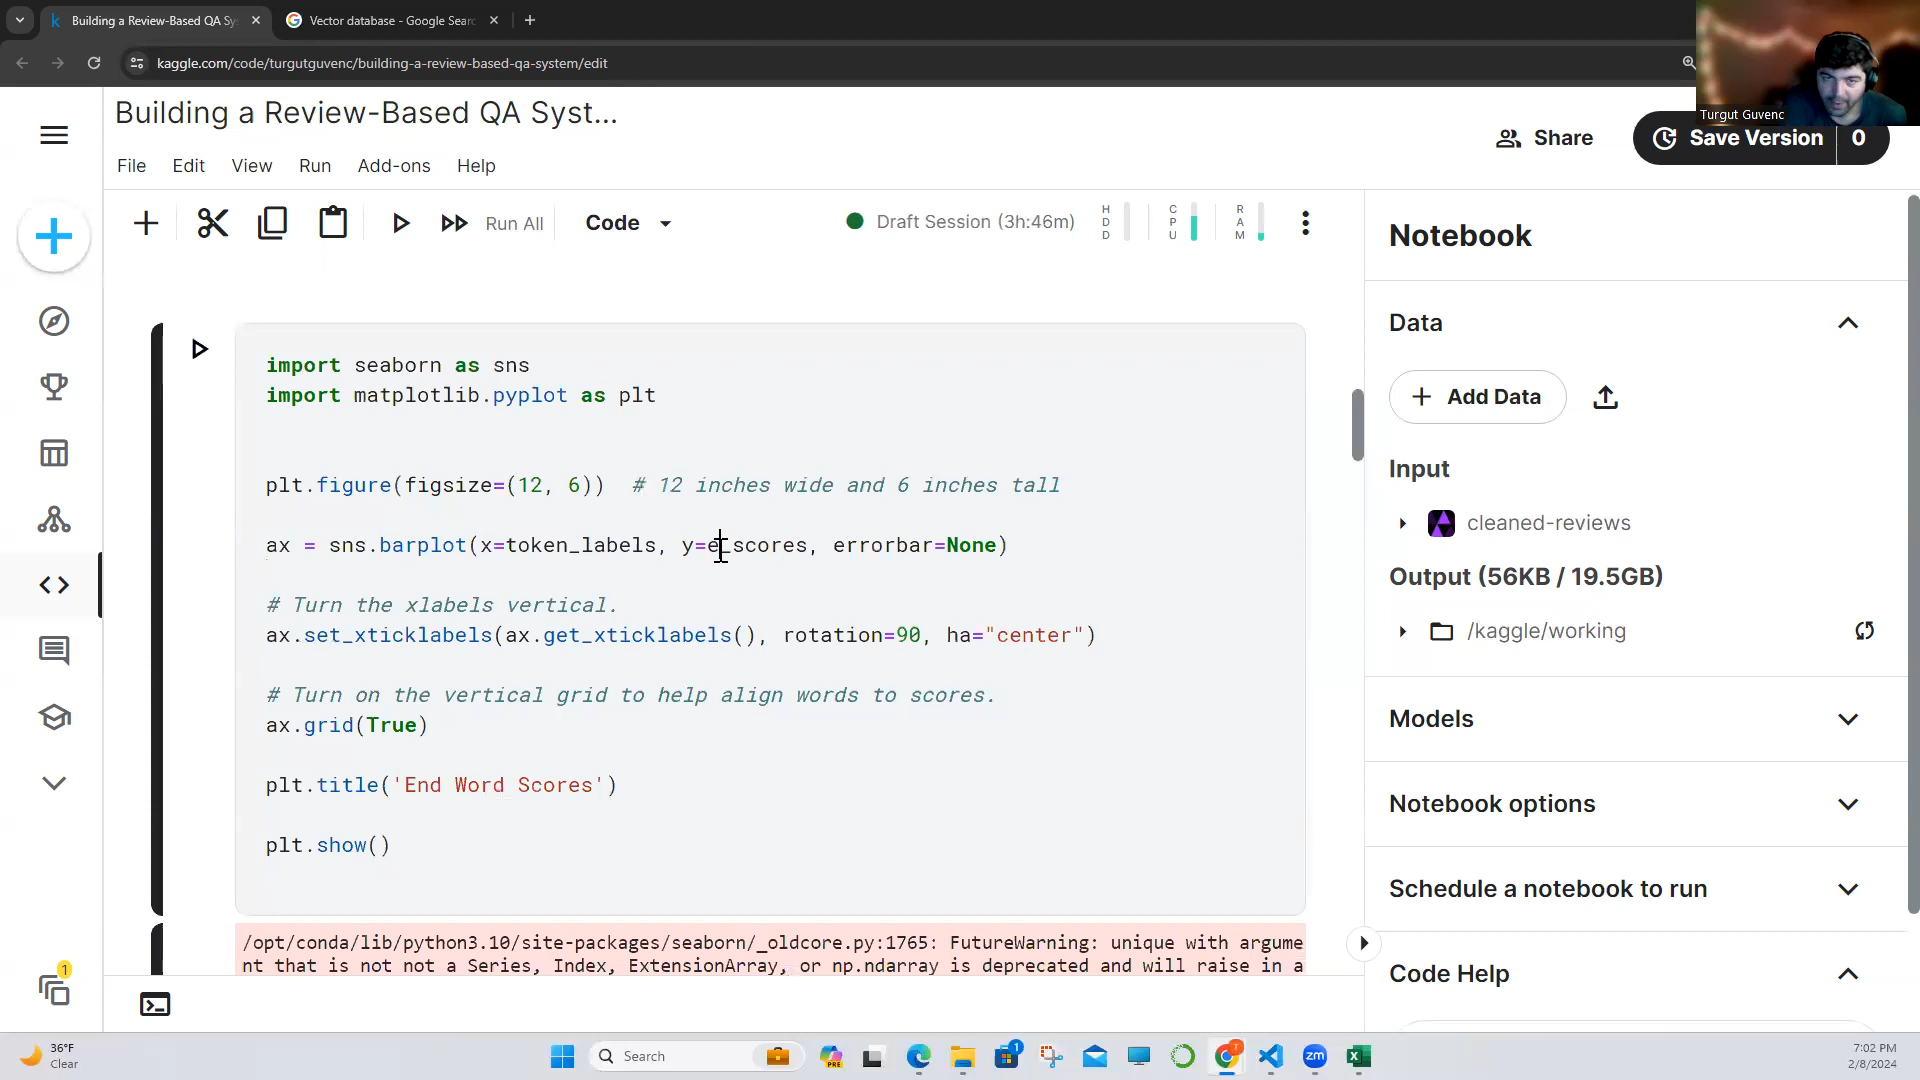 Building a Review-Based QA Sy
Vector database - Google Sear
kaggle.com/code/turgutguvenc/building-a-review-based-qa-system/edit
Turgut Guvenc
Building a Review-Based QA Syst...
Share
Save Version
0
File Edit View Run Add-ons Help
Run All
Code
Draft Session (3h:46m)
HDD
CPU
RAM
Notebook
import seaborn as sns
import matplotlib.pyplot as plt
plt.figure(figsize=(12, 6))  # 12 inches wide and 6 inches tall
ax = sns.barplot(x=token_labels, y=e_scores, errorbar=None)
# Turn the xlabels vertical.
ax.set_xticklabels(ax.get_xticklabels(), rotation=90, ha="center")
# Turn on the vertical grid to help align words to scores.
ax.grid(True)
plt.title('End Word Scores')
plt.show()
/opt/conda/lib/python3.10/site-packages/seaborn/_oldcore.py:1765: FutureWarning: unique with argume
nt that is not not a Series, Index, ExtensionArray, or np.ndarray is deprecated and will raise in a
Data
Add Data
Input
cleaned-reviews
Output (56KB / 19.5GB)
/kaggle/working
Models
Notebook options
Schedule a notebook to run
Code Help
1
36°F
Clear
Search
PRE
1
T
zm
7:02 PM
2/8/2024